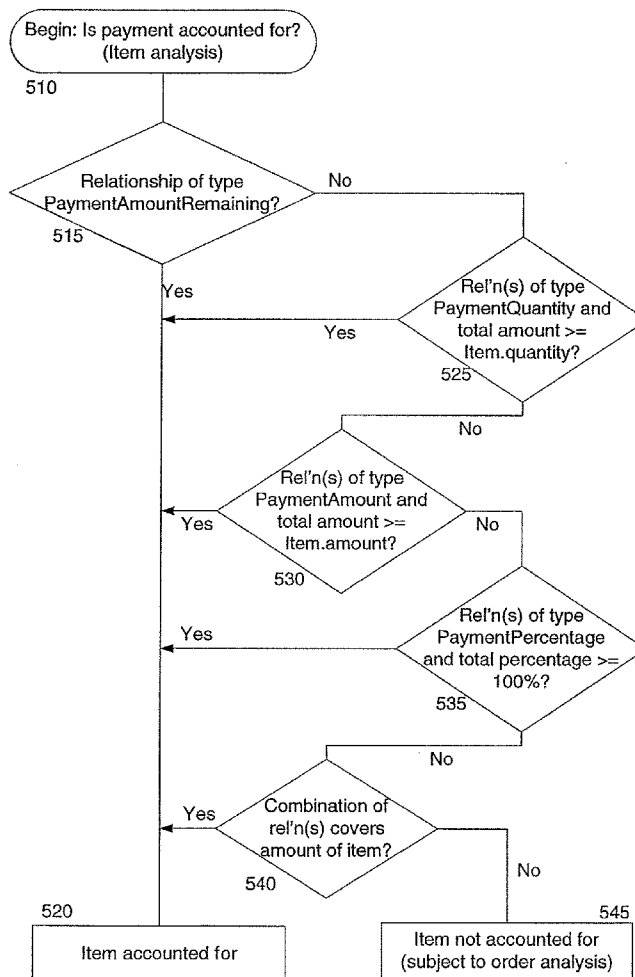 Begin: Is payment accounted for?
(Item analysis)
510
Relationship of type
PaymentAmountRemaining?
515
No
Yes
Rel'n(s) of type
PaymentQuantity and
total amount >=
Item.quantity?
525
Yes
No
Rel'n(s) of type
PaymentAmount and
total amount >=
Item.amount?
530
Yes
No
Rel'n(s) of type
PaymentPercentage
and total percentage >=
100%?
535
Yes
No
Combination of
rel'n(s) covers
amount of item?
540
Yes
No
520
Item accounted for
545
Item not accounted for
(subject to order analysis)